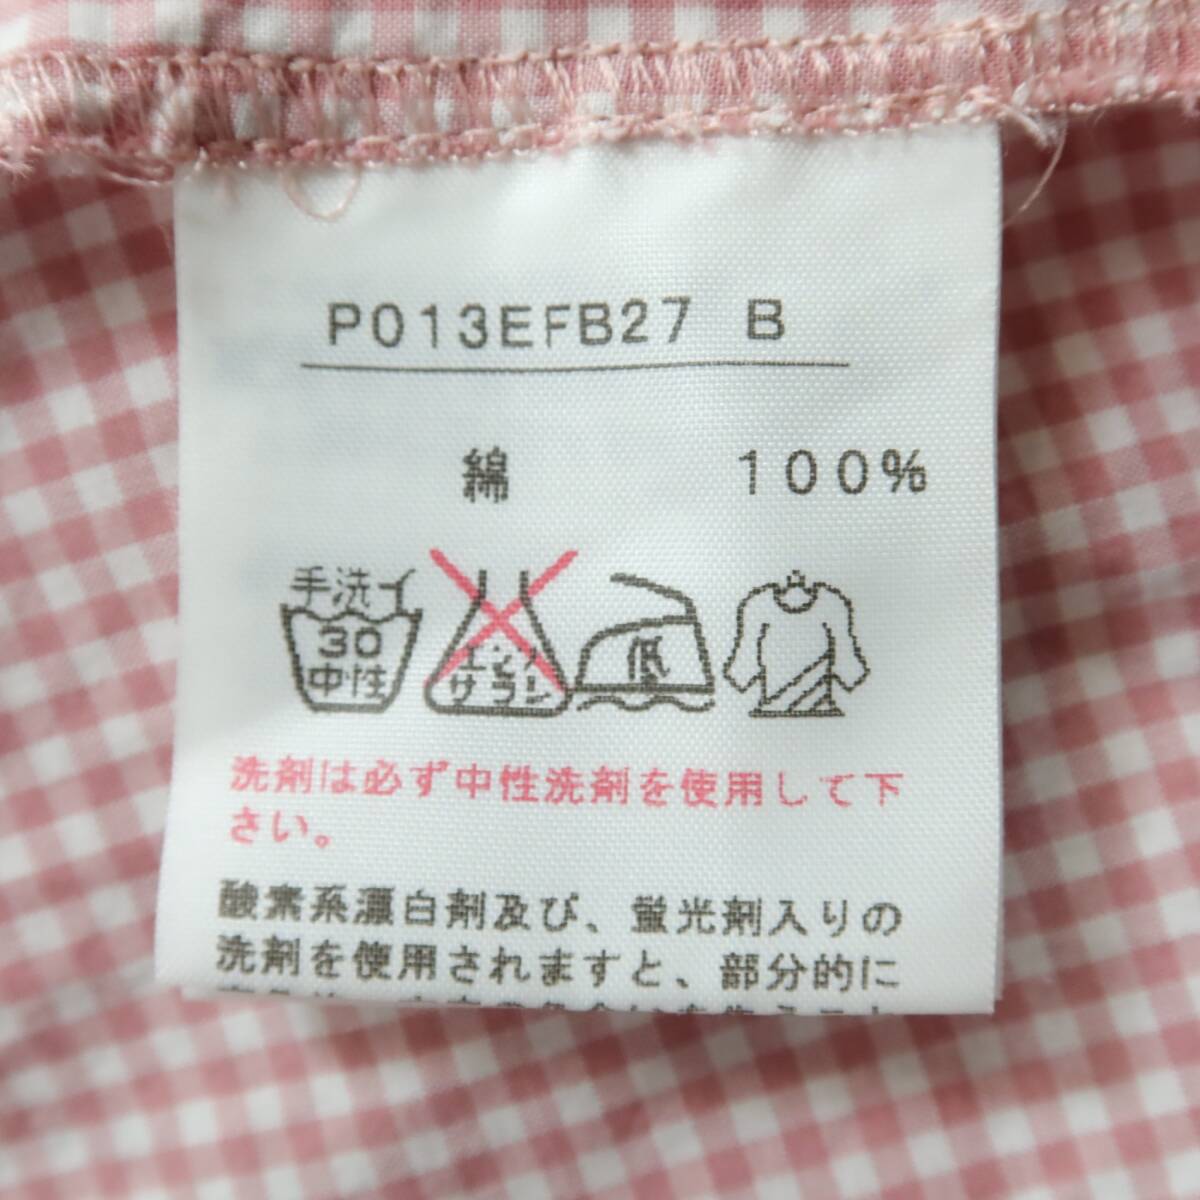 P013EFB27 B
綿 100%
手洗イ
30
中性
エンソ
サラシ
低
洗剤は必ず中性洗剤を使用して下
さい。
酸素系漂白剤及び、蛍光剤入りの
洗剤を使用されますと、部分的に